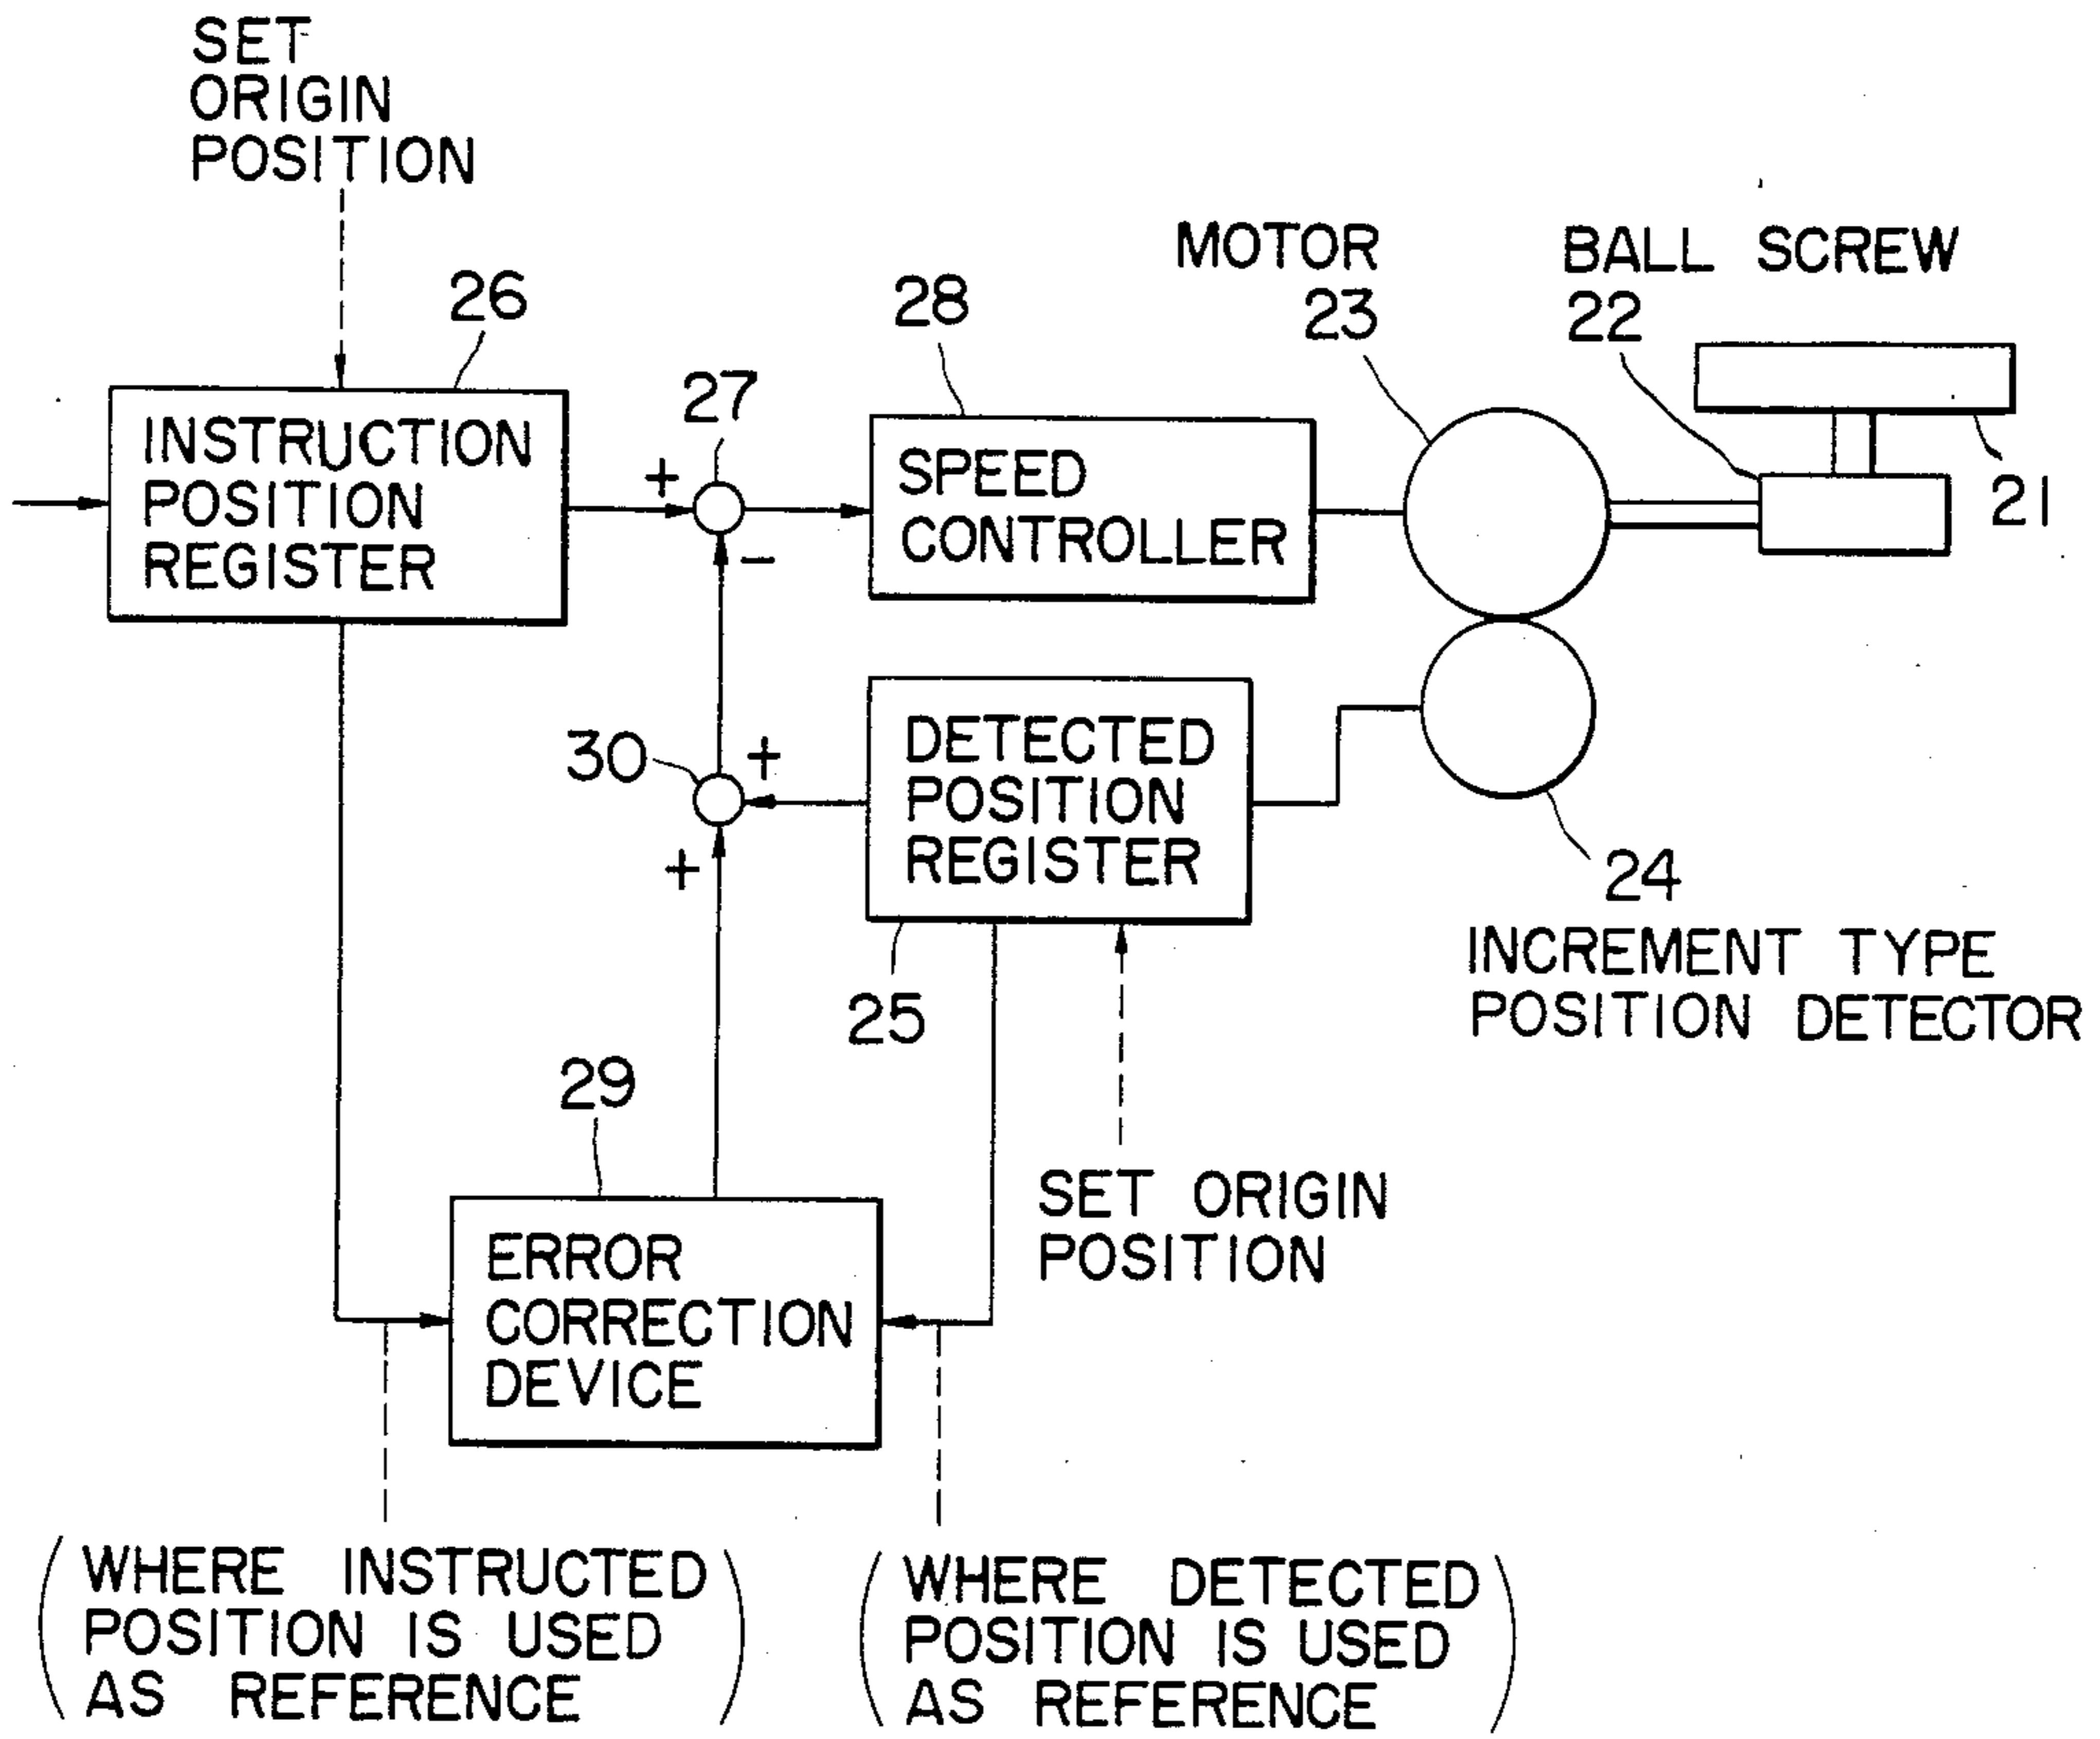 SET
ORIGIN
POSITION
26
INSTRUCTION
POSITION
REGISTER
27
+
−
28
SPEED
CONTROLLER
MOTOR
23
BALL SCREW
22
21
30
+
+
DETECTED
POSITION
REGISTER
25
24
INCREMENT TYPE
POSITION DETECTOR
SET ORIGIN
POSITION
29
ERROR
CORRECTION
DEVICE
(WHERE INSTRUCTED
POSITION IS USED
AS REFERENCE)
(WHERE DETECTED
POSITION IS USED
AS REFERENCE)